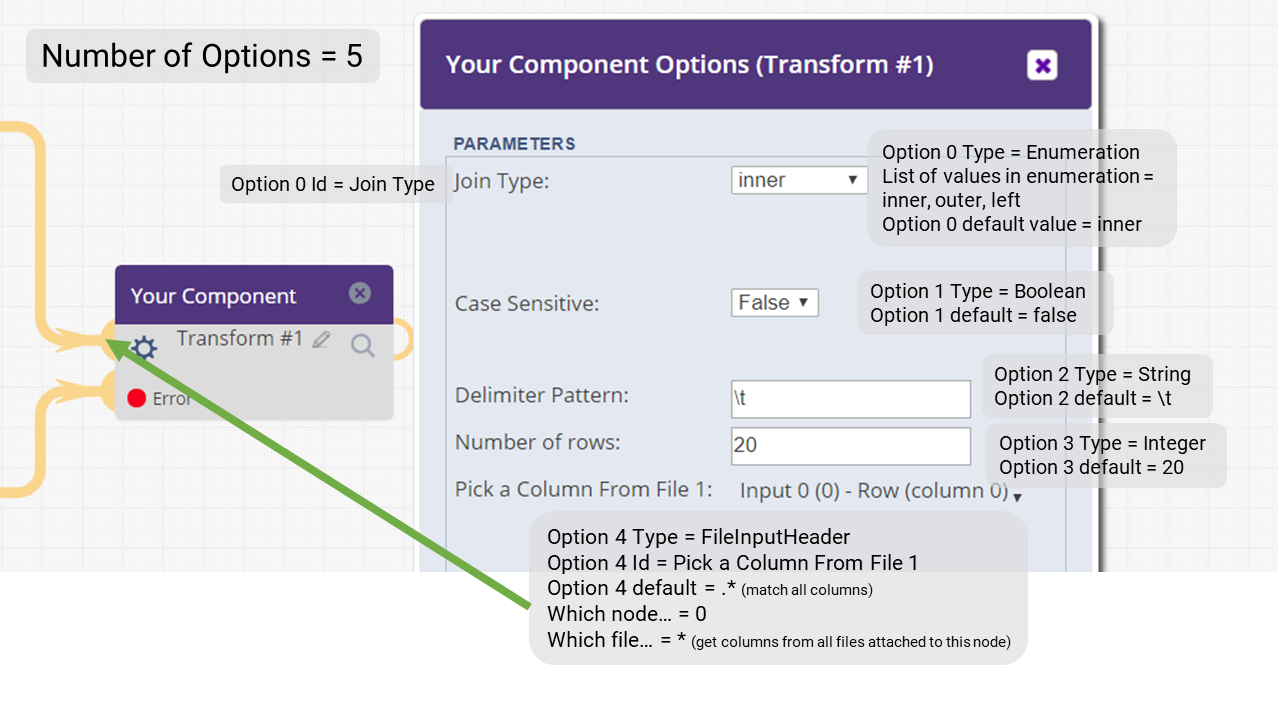 Number of Options = 5
Your Component Options (Transform #1)
PARAMETERS
Option 0 Id = Join Type
Join Type:
inner
Option 0 Type = Enumeration
List of values in enumeration =
inner, outer, left
Option 0 default value = inner
Your Component
Transform #1
Error
Case Sensitive:
False
Option 1 Type = Boolean
Option 1 default = false
Delimiter Pattern:
\t
Option 2 Type = String
Option 2 default = \t
Number of rows:
20
Option 3 Type = Integer
Option 3 default = 20
Pick a Column From File 1:
Input 0 (0) - Row (column 0)
Option 4 Type = FileInputHeader
Option 4 Id = Pick a Column From File 1
Option 4 default = .* (match all columns)
Which node... = 0
Which file... = * (get columns from all files attached to this node)